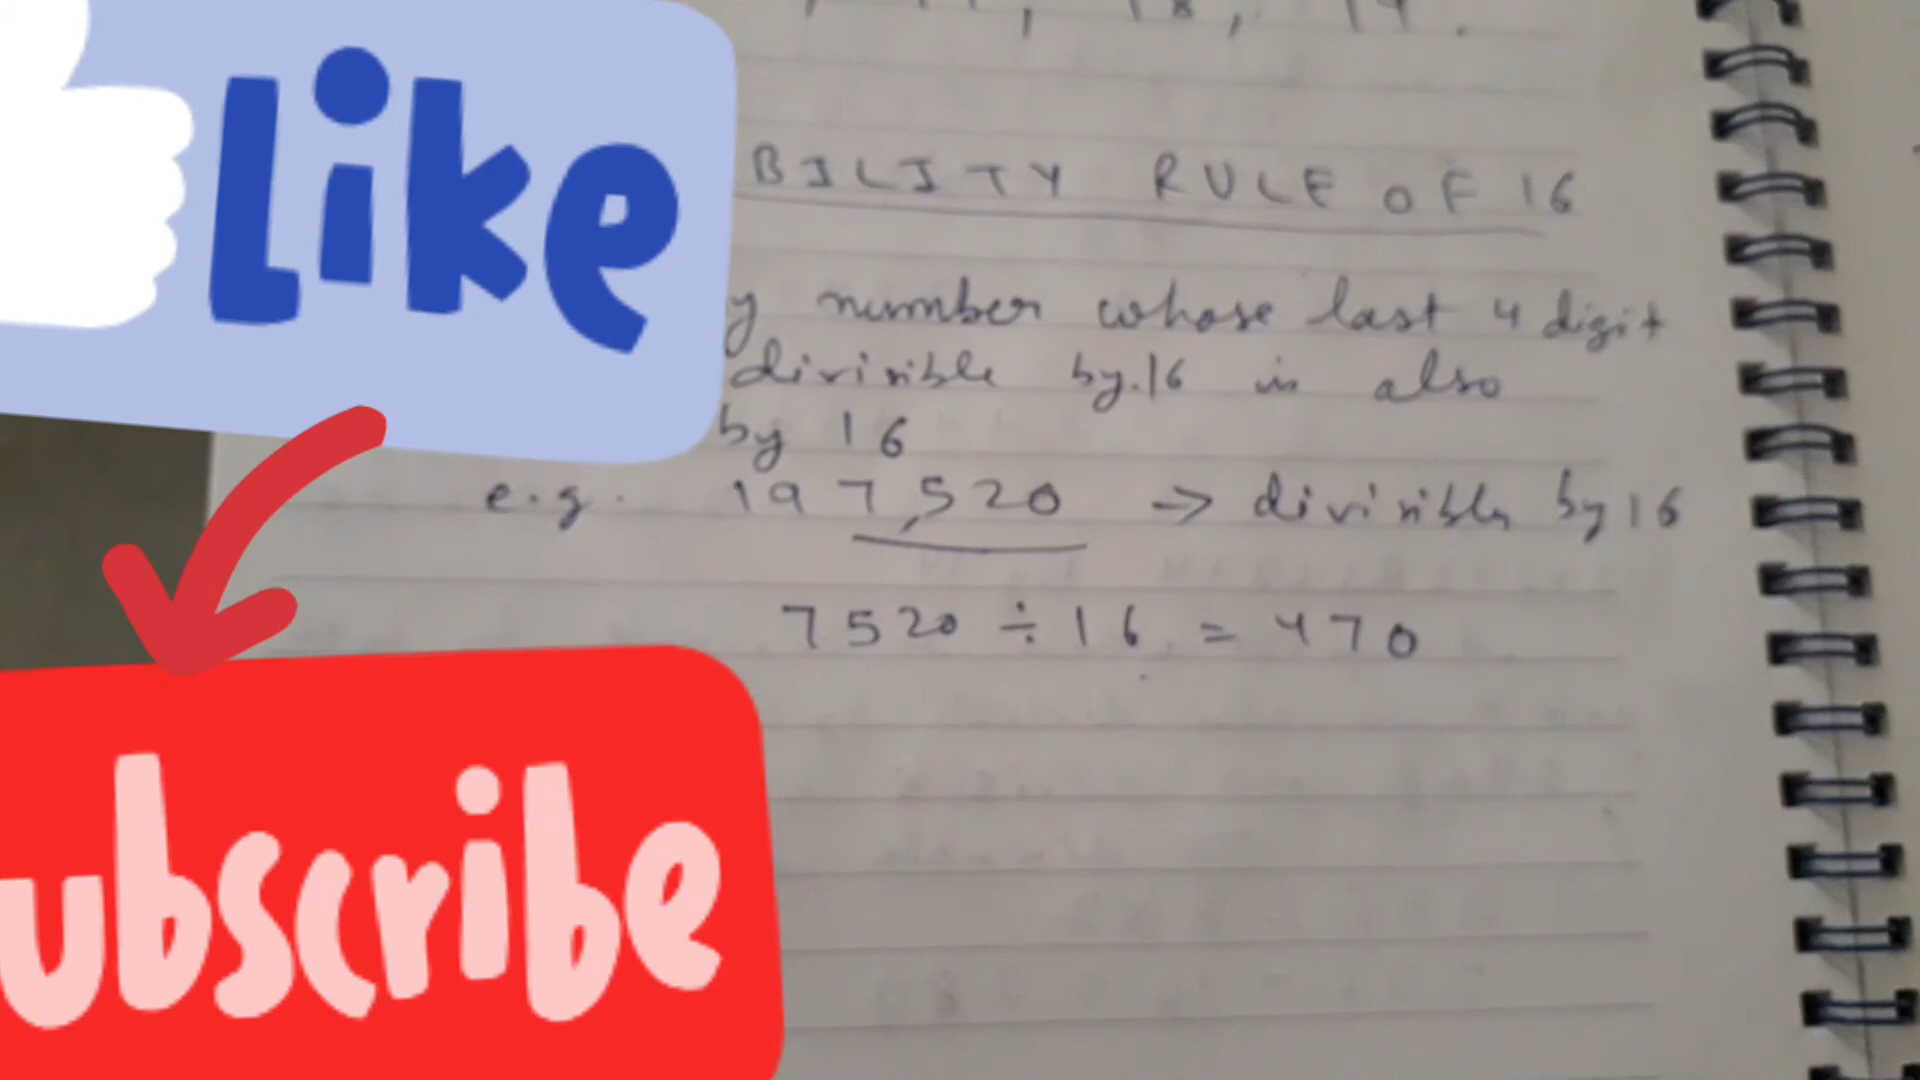 Like
BILITY RULE OF 16
y number whose last 4 digit
divisible by 16 is also
by 16
e.g. 197,520 → divisible by 16
7520 ÷ 16 = 470
ubscribe